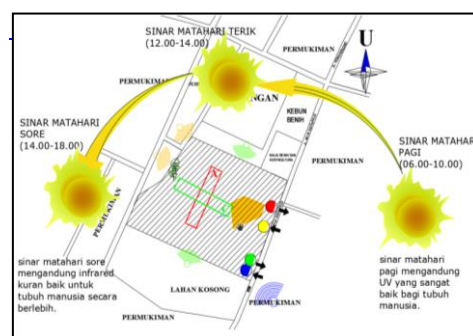 SINAR MATAHARI TERIK
(12.00-14.00)
PERMUKIMAN
U
PERMUKIMAN
NGAN
KEBUN
BENIH
SINAR MATAHARI
SORE
(14.00-18.00)
PERMUKIMAN
SINAR MATAHAR
PAGI
(06.00-10.00)
sinar matahari sore
mengandung infrared
kuran baik untuk
tubuh manusia secara
berlebih.
sinar matahari
pagi mengandung
UV yang sangat
baik bagi tubuh
manusia.
LAHAN KOSONG
PERMUKIMAN